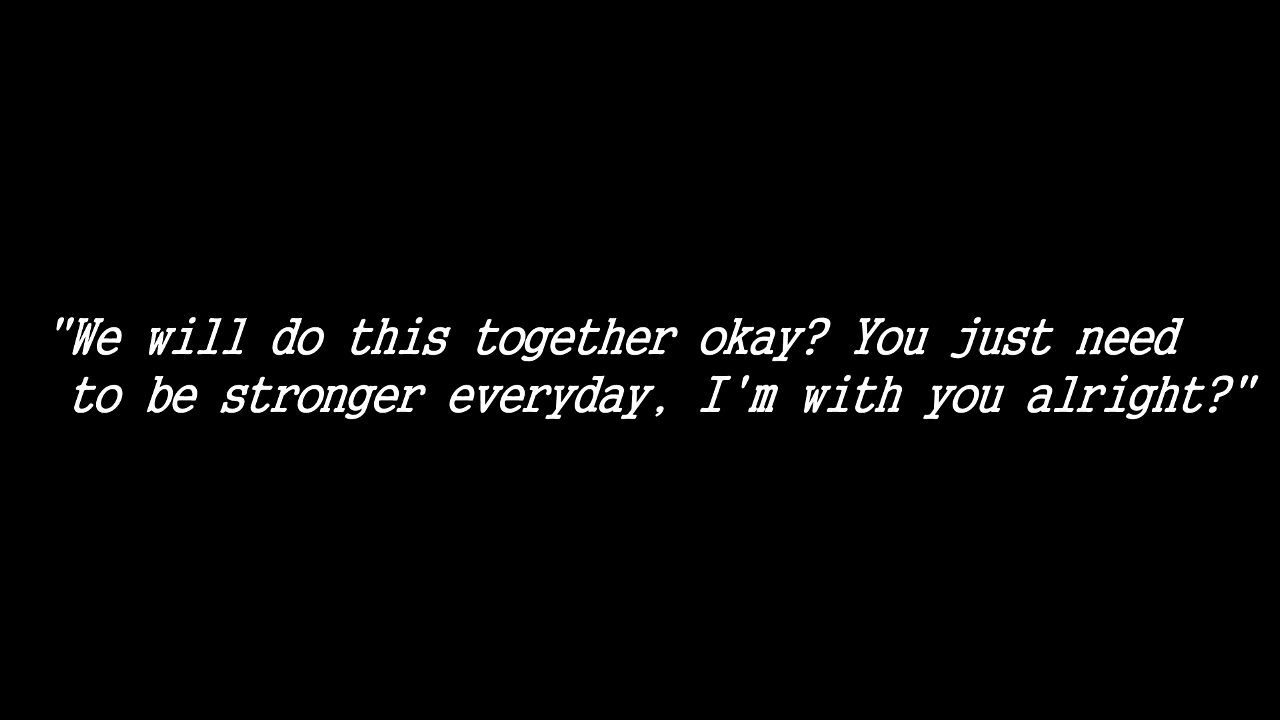 "We will do this together okay? You just need
to be stronger everyday, I'm with you alright?"